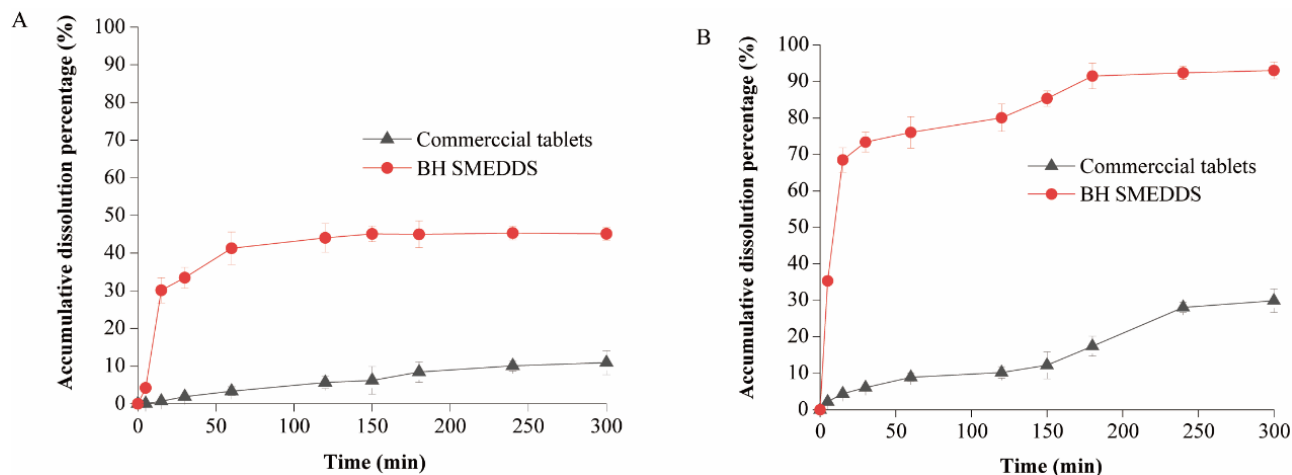 A
Accumulative dissolution percentage (%)
100
90
80
70
60
50
40
30
20
10
0
Commerccial tablets
BH SMEDDS
0 50 100 150 200 250 300
Time (min)
B
Accumulative dissolution percentage (%)
100
90
80
70
60
50
40
30
20
10
0
Commerccial tablets
BH SMEDDS
0 50 100 150 200 250 300
Time (min)